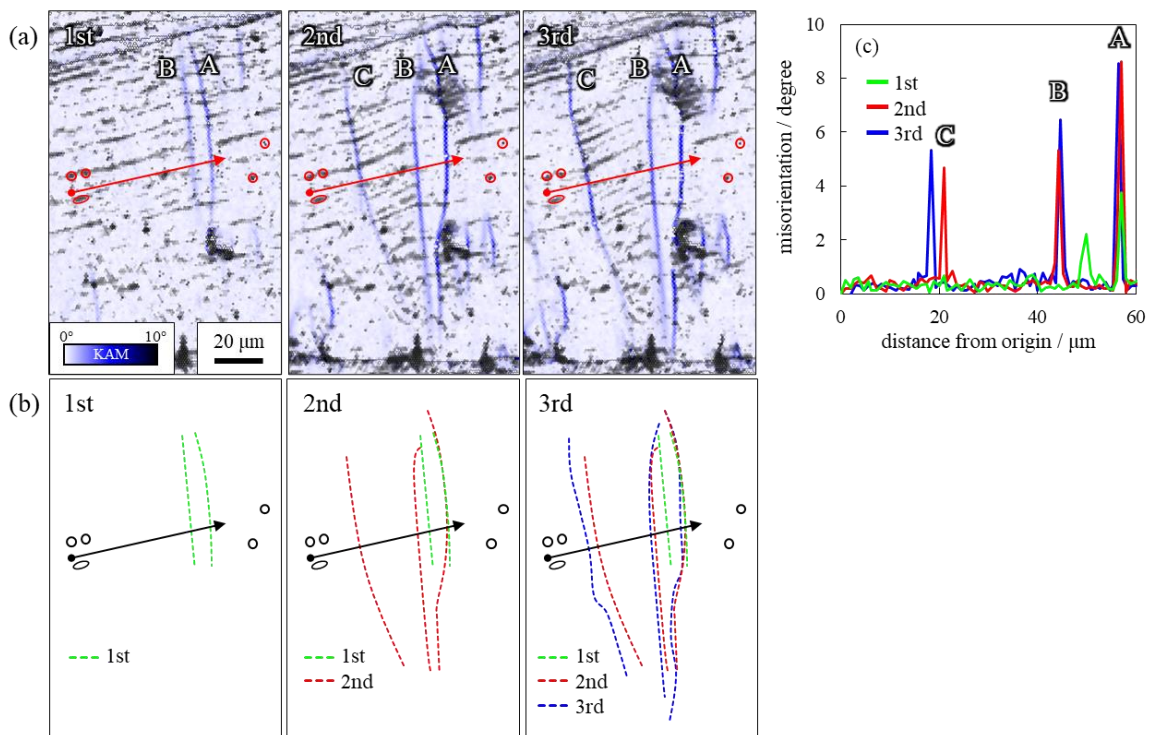 (a)
1st
B
A
0°
10°
KAM
20 μm
2nd
C
B
A
3rd
C
B
A
(b)
1st
1st
2nd
1st
2nd
3rd
1st
2nd
3rd
(c)
A
B
C
1st
2nd
3rd
10
8
6
4
2
0
misorientation / degree
0
20
40
60
distance from origin / μm